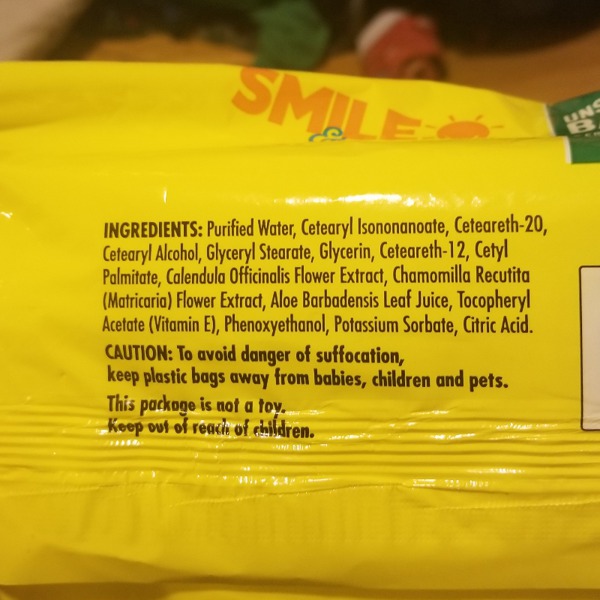 SMILE
UNS
BA
INGREDIENTS: Purified Water, Cetearyl Isononanoate, Ceteareth-20,
Cetearyl Alcohol, Glyceryl Stearate, Glycerin, Ceteareth-12, Cetyl
Palmitate, Calendula Officinalis Flower Extract, Chamomilla Recutita
(Matricaria) Flower Extract, Aloe Barbadensis Leaf Juice, Tocopheryl
Acetate (Vitamin E), Phenoxyethanol, Potassium Sorbate, Citric Acid.
CAUTION: To avoid danger of suffocation,
keep plastic bags away from babies, children and pets.
This package is not a toy.
Keep out of reach of children.